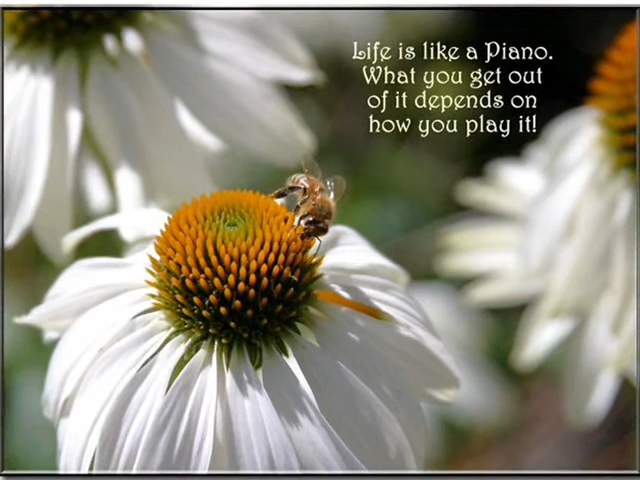 Life is like a Piano.
What you get out
of it depends on
how you play it!